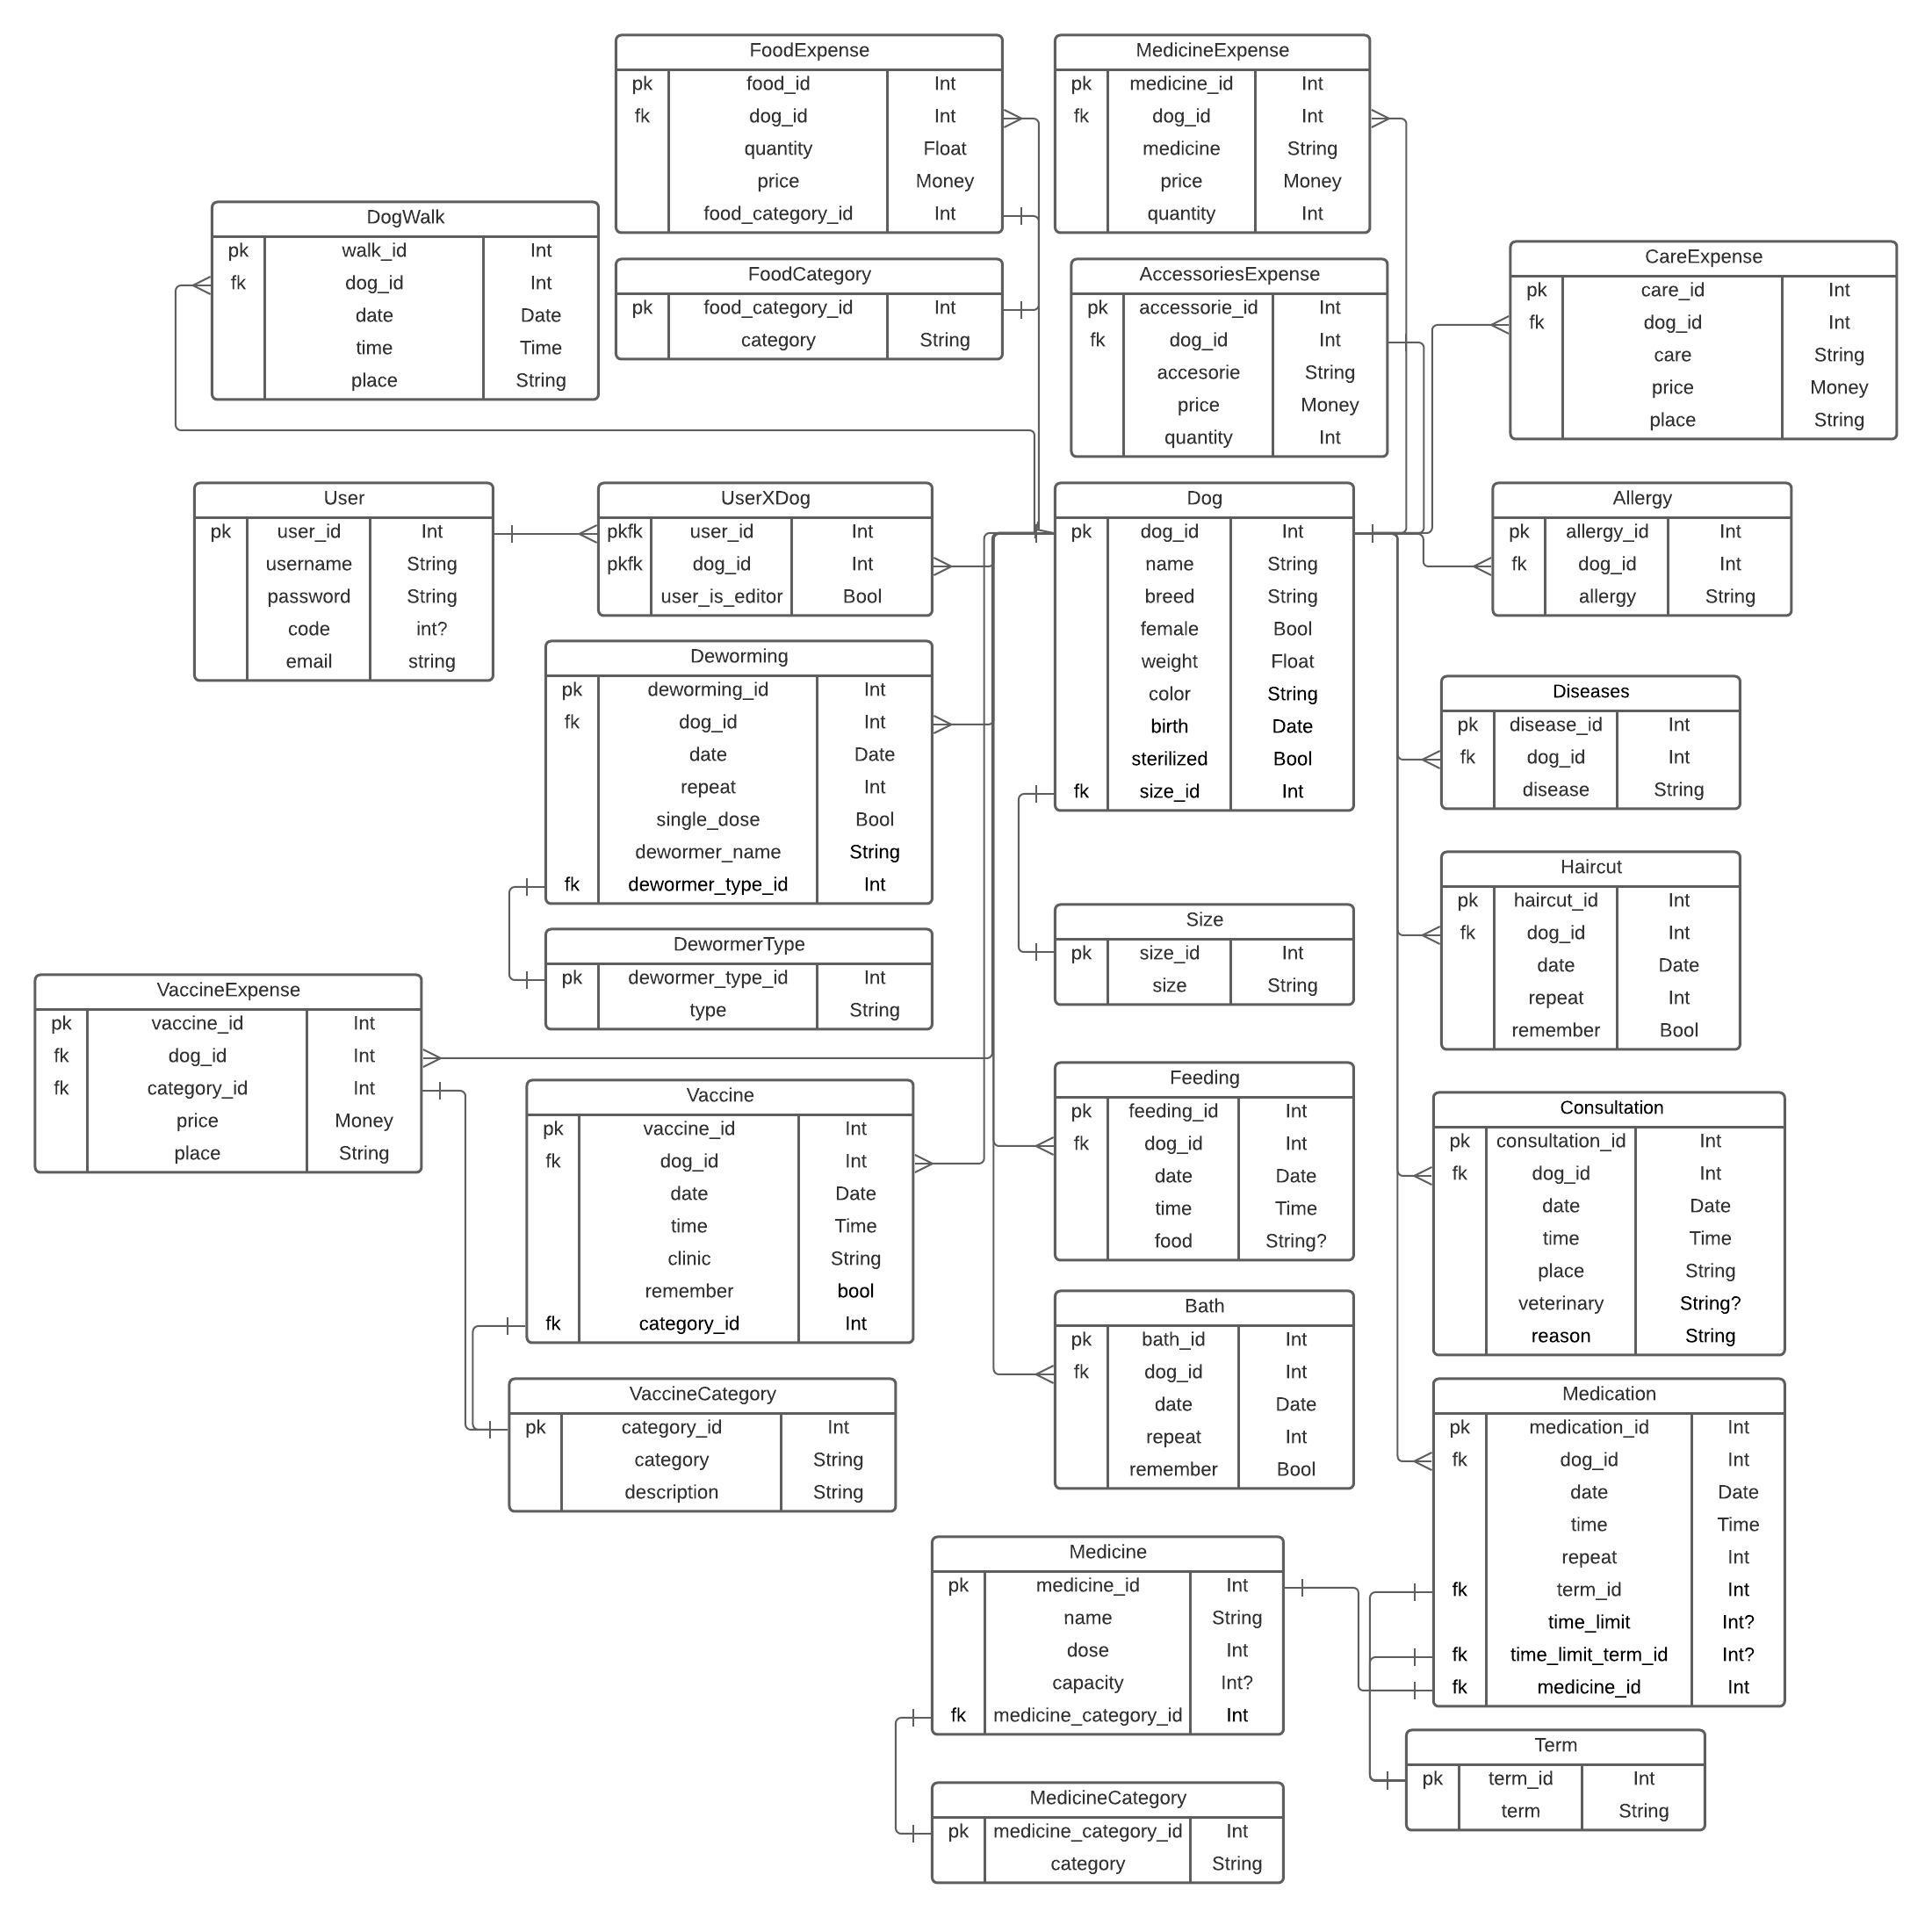 FoodExpense
pk food_id Int
fk dog_id Int
quantity Float
price Money
food_category_id Int
MedicineExpense
pk medicine_id Int
fk dog_id Int
medicine String
price Money
quantity Int
DogWalk
pk walk_id Int
fk dog_id Int
date Date
time Time
place String
FoodCategory
pk food_category_id Int
category String
AccessoriesExpense
pk accessorie_id Int
fk dog_id Int
accesorie String
price Money
quantity Int
CareExpense
pk care_id Int
fk dog_id Int
care String
price Money
place String
User
pk user_id Int
username String
password String
code int?
email string
UserXDog
pkfk user_id Int
pkfk dog_id Int
user_is_editor Bool
Dog
pk dog_id Int
name String
breed String
female Bool
weight Float
color String
birth Date
sterilized Bool
fk size_id Int
Allergy
pk allergy_id Int
fk dog_id Int
allergy String
Deworming
pk deworming_id Int
fk dog_id Int
date Date
repeat Int
single_dose Bool
dewormer_name String
fk dewormer_type_id Int
Diseases
pk disease_id Int
fk dog_id Int
disease String
Haircut
pk haircut_id Int
fk dog_id Int
date Date
repeat Int
remember Bool
DewormerType
pk dewormer_type_id Int
type String
Size
pk size_id Int
size String
VaccineExpense
pk vaccine_id Int
fk dog_id Int
fk category_id Int
price Money
place String
Vaccine
pk vaccine_id Int
fk dog_id Int
date Date
time Time
clinic String
remember bool
fk category_id Int
Feeding
pk feeding_id Int
fk dog_id Int
date Date
time Time
food String?
Consultation
pk consultation_id Int
fk dog_id Int
date Date
time Time
place String
veterinary String?
reason String
Bath
pk bath_id Int
fk dog_id Int
date Date
repeat Int
remember Bool
VaccineCategory
pk category_id Int
category String
description String
Medication
pk medication_id Int
fk dog_id Int
date Date
time Time
repeat Int
fk term_id Int
time_limit Int?
fk time_limit_term_id Int?
fk medicine_id Int
Medicine
pk medicine_id Int
name String
dose Int
capacity Int?
fk medicine_category_id Int
Term
pk term_id Int
term String
MedicineCategory
pk medicine_category_id Int
category String